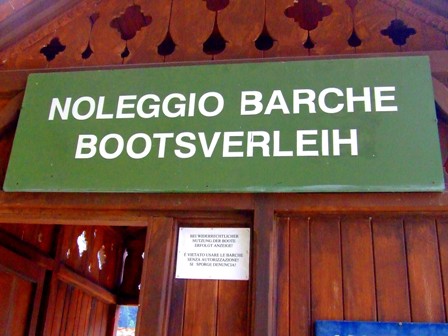 NOLEGGIO BARCHE
BOOTSVERLEIH
BEI WIDERRECHTLICHER
NUTZUNG DER BOOTE
ERFOLGT ANZEIGE!
È VIETATO USARE LE BARCHE
SENZA AUTORIZZAZIONE!
SI SPORGE DENUNCIA!